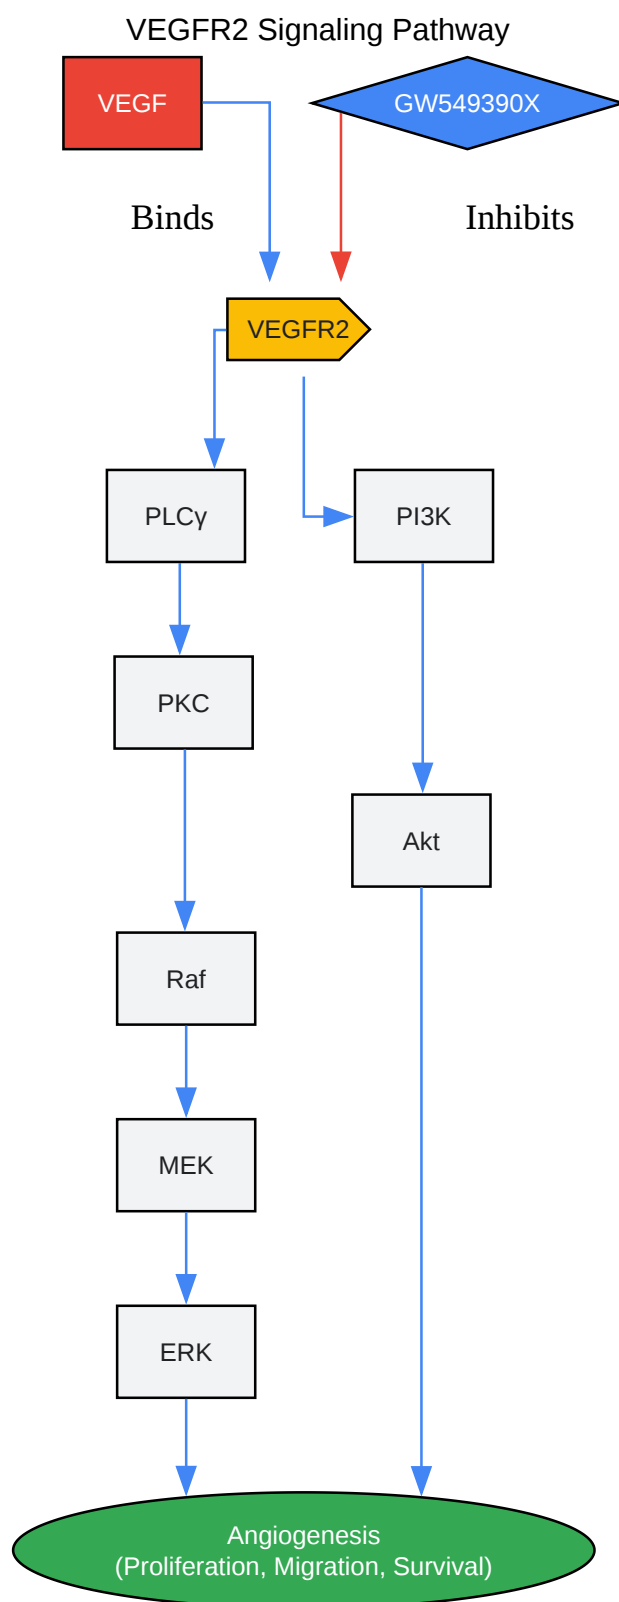 VEGFR2 Signaling Pathway
VEGF
GW549390X
Binds
Inhibits
VEGFR2
PLCγ
PI3K
PKC
Akt
Raf
MEK
ERK
Angiogenesis
(Proliferation, Migration, Survival)